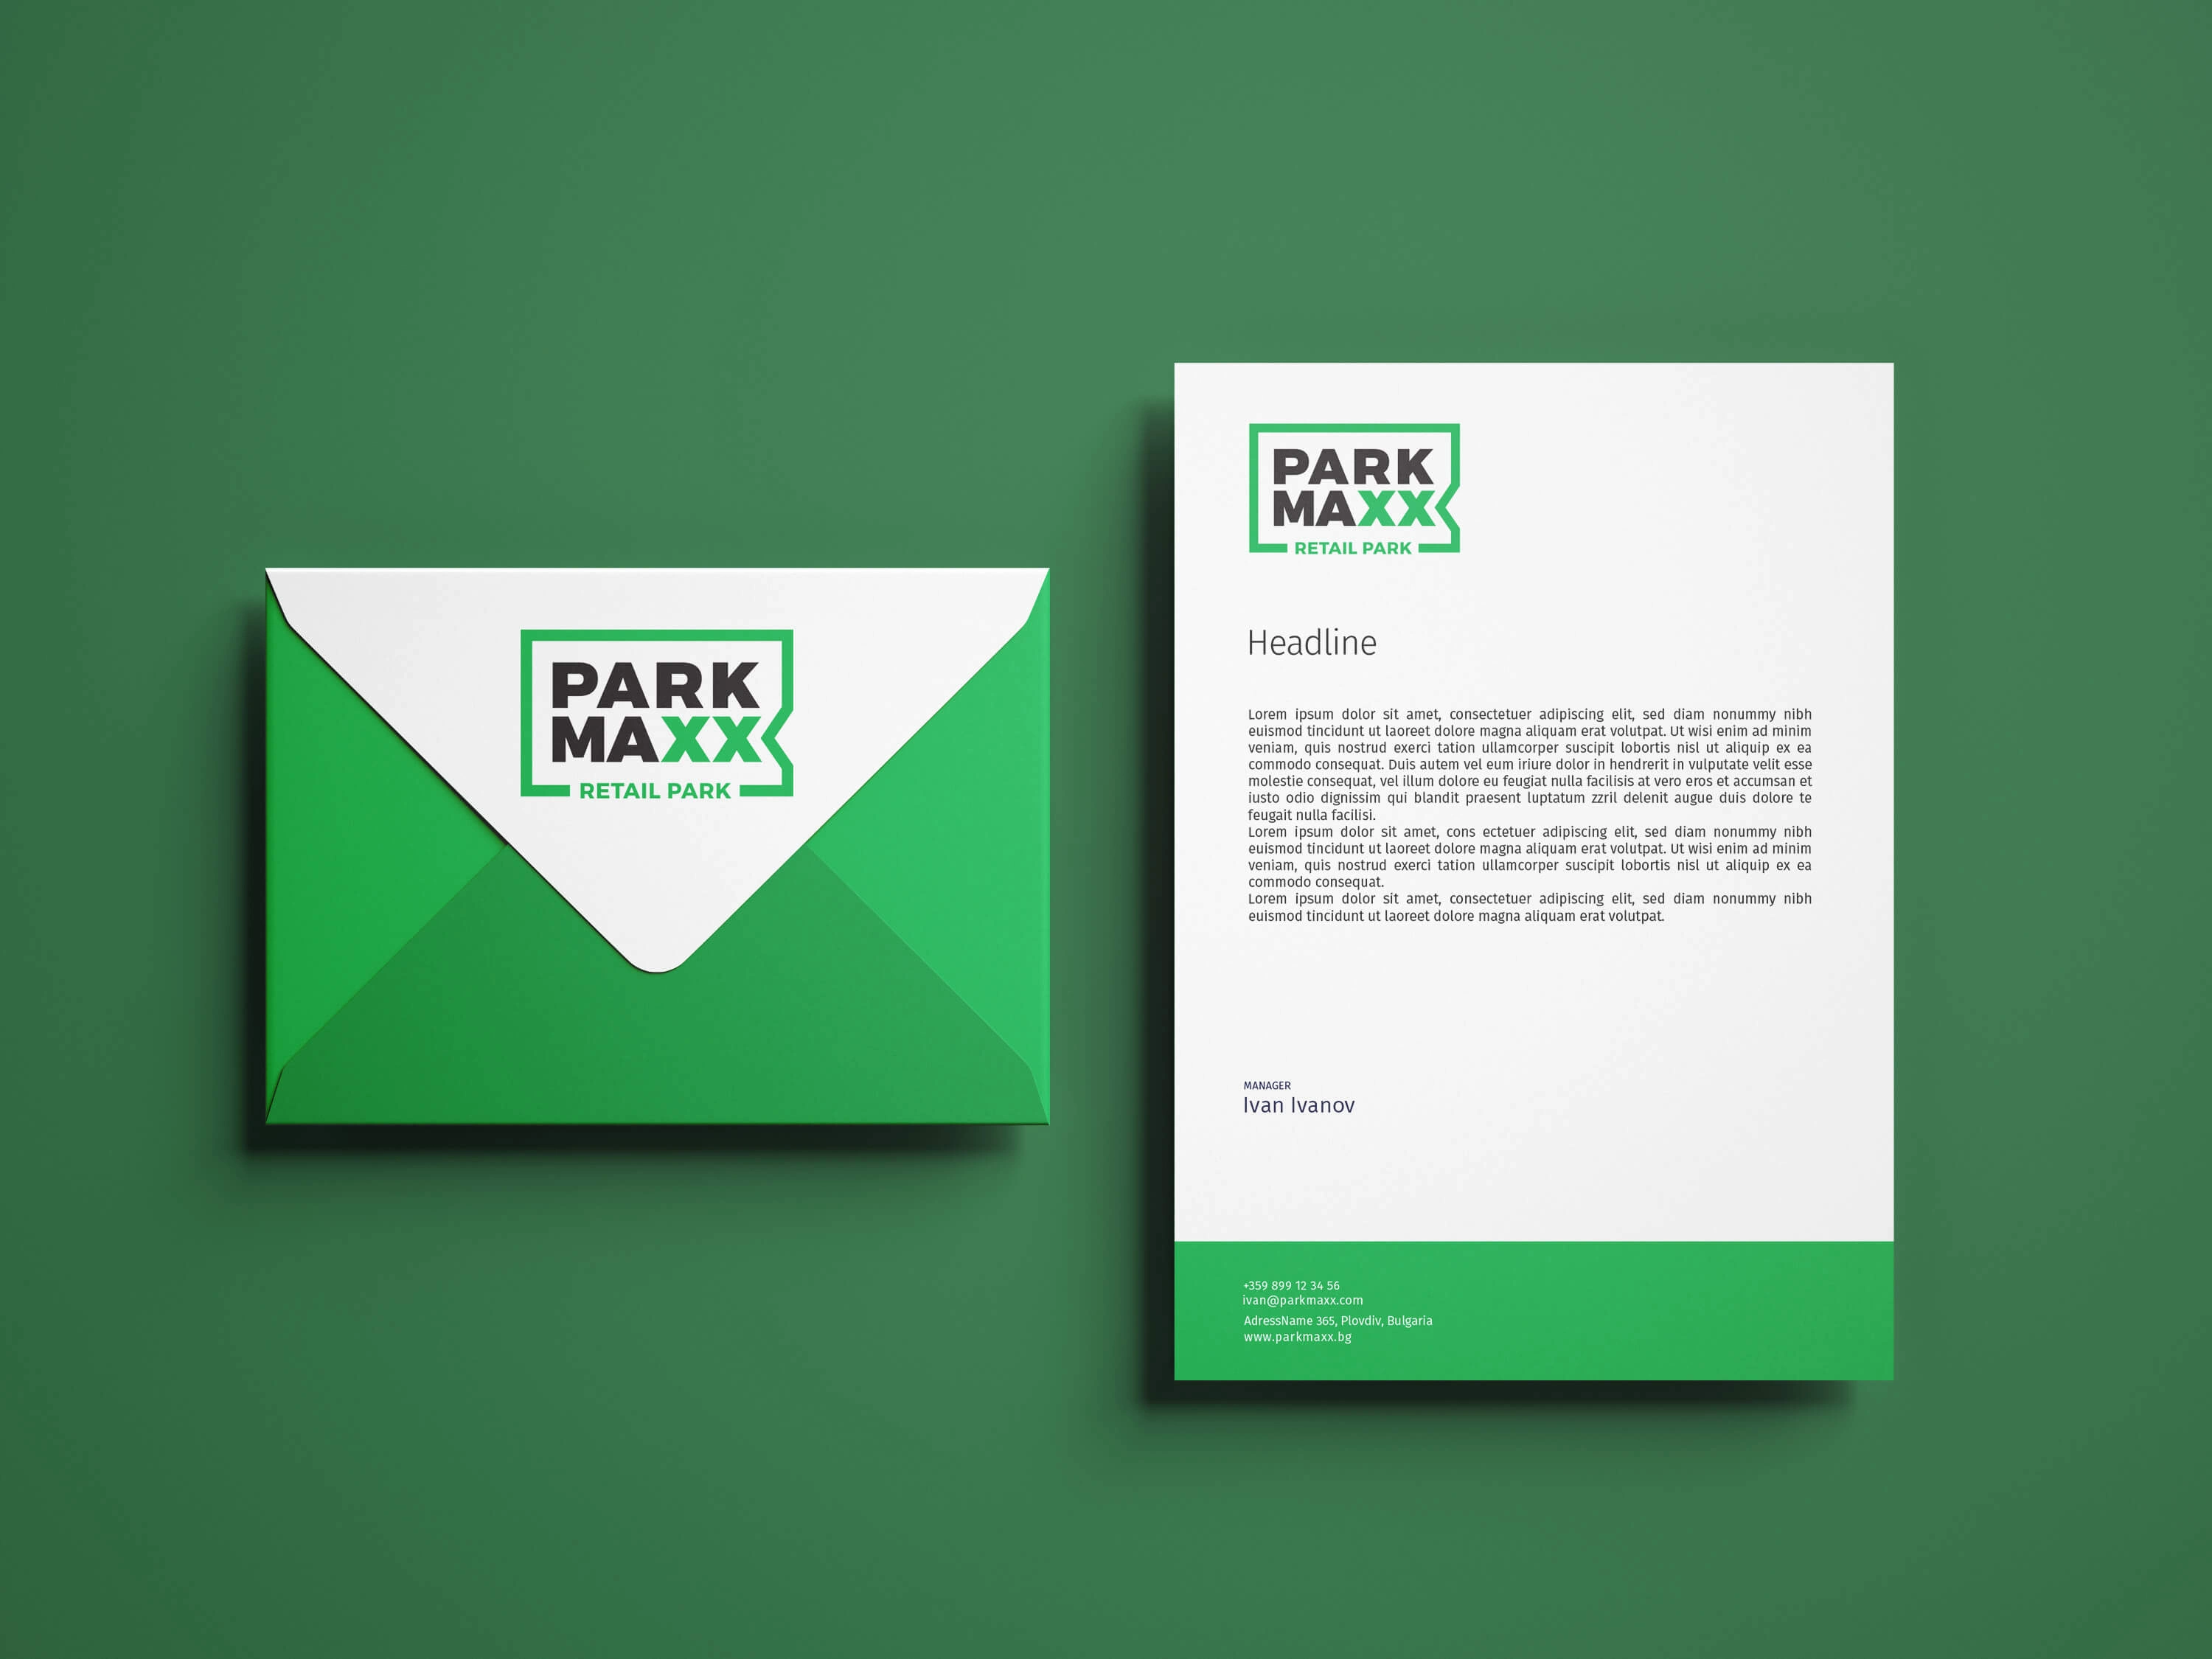 PARK
MAXX
RETAIL PARK
PARK
MAXX
RETAIL PARK
Headline
Lorem ipsum dolor sit amet, consectetuer adipiscing elit, sed diam nonummy nibh
euismod tincidunt ut laoreet dolore magna aliquam erat volutpat. Ut wisi enim ad minim
veniam, quis nostrud exerci tation ullamcorper suscipit lobortis nisl ut aliquip ex ea
commodo consequat. Duis autem vel eum iriure dolor in hendrerit in vulputate velit esse
molestie consequat, vel illum dolore eu feugiat nulla facilisis at vero eros et accumsan et
iusto odio dignissim qui blandit praesent luptatum zzril delenit augue duis dolore te
feugait nulla facilisi.
Lorem ipsum dolor sit amet, cons ectetuer adipiscing elit, sed diam nonummy nibh
euismod tincidunt ut laoreet dolore magna aliquam erat volutpat. Ut wisi enim ad minim
veniam, quis nostrud exerci tation ullamcorper suscipit lobortis nisl ut aliquip ex ea
commodo consequat.
Lorem ipsum dolor sit amet, consectetuer adipiscing elit, sed diam nonummy nibh
euismod tincidunt ut laoreet dolore magna aliquam erat volutpat.
MANAGER
Ivan Ivanov
+359 899 12 34 56
ivan@parkmaxx.com
AdressName 365, Plovdiv, Bulgaria
www.parkmaxx.bg